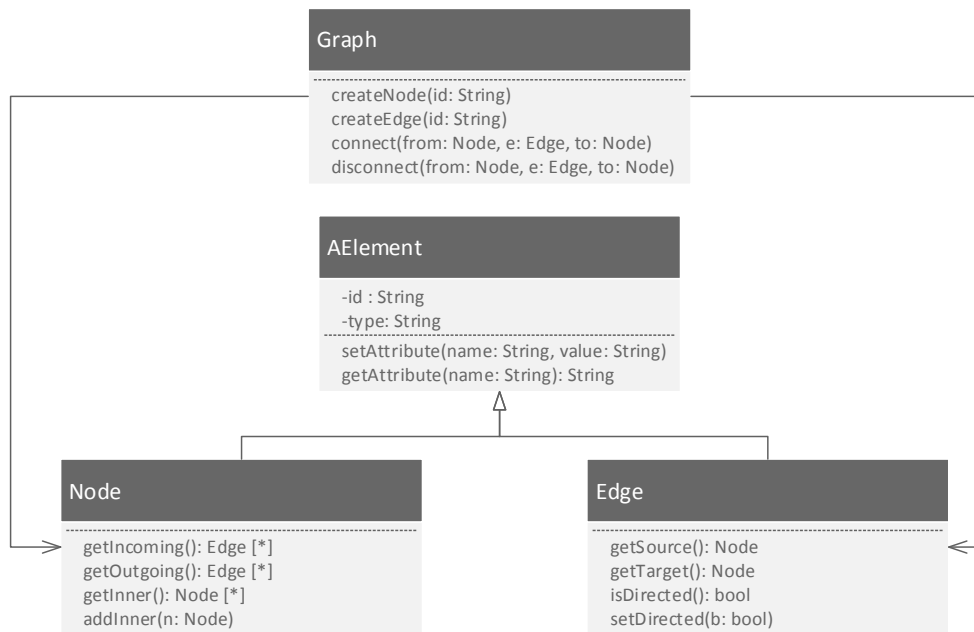 Graph
createNode(id: String)
createEdge(id: String)
connect(from: Node, e: Edge, to: Node)
disconnect(from: Node, e: Edge, to: Node)
AElement
-id : String
-type: String
setAttribute(name: String, value: String)
getAttribute(name: String): String
Node
getIncoming(): Edge [*]
getOutgoing(): Edge [*]
getInner(): Node [*]
addInner(n: Node)
Edge
getSource(): Node
getTarget(): Node
isDirected(): bool
setDirected(b: bool)